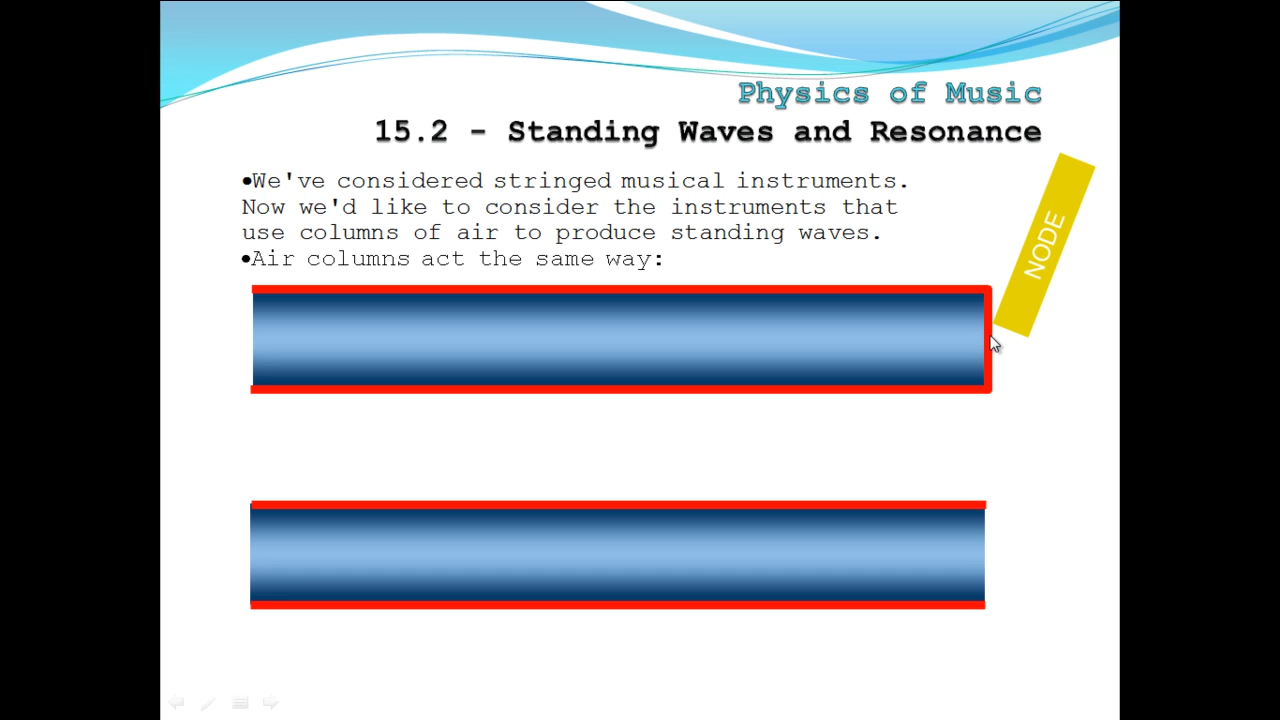 Physics of Music
15.2 - Standing Waves and Resonance
•We've considered stringed musical instruments.
Now we'd like to consider the instruments that
use columns of air to produce standing waves.
•Air columns act the same way:
NODE